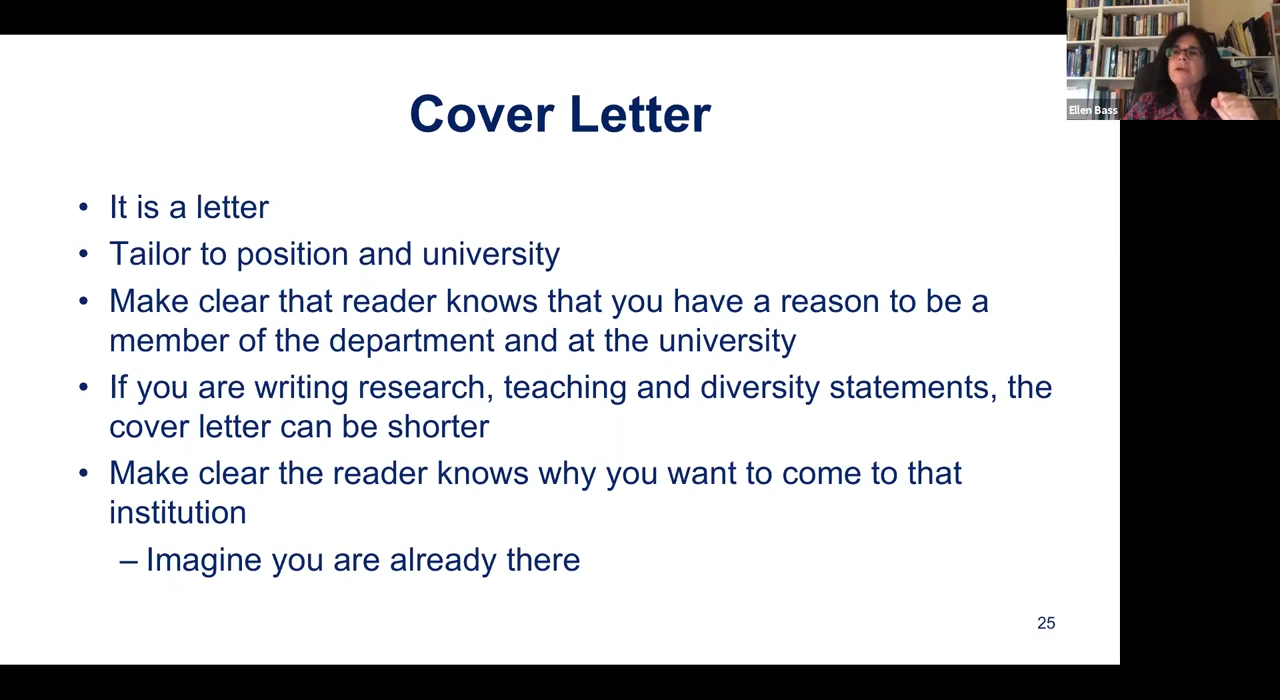 Cover Letter
Ellen Bass
• It is a letter
• Tailor to position and university
• Make clear that reader knows that you have a reason to be a
member of the department and at the university
• If you are writing research, teaching and diversity statements, the
cover letter can be shorter
• Make clear the reader knows why you want to come to that
institution
– Imagine you are already there
25